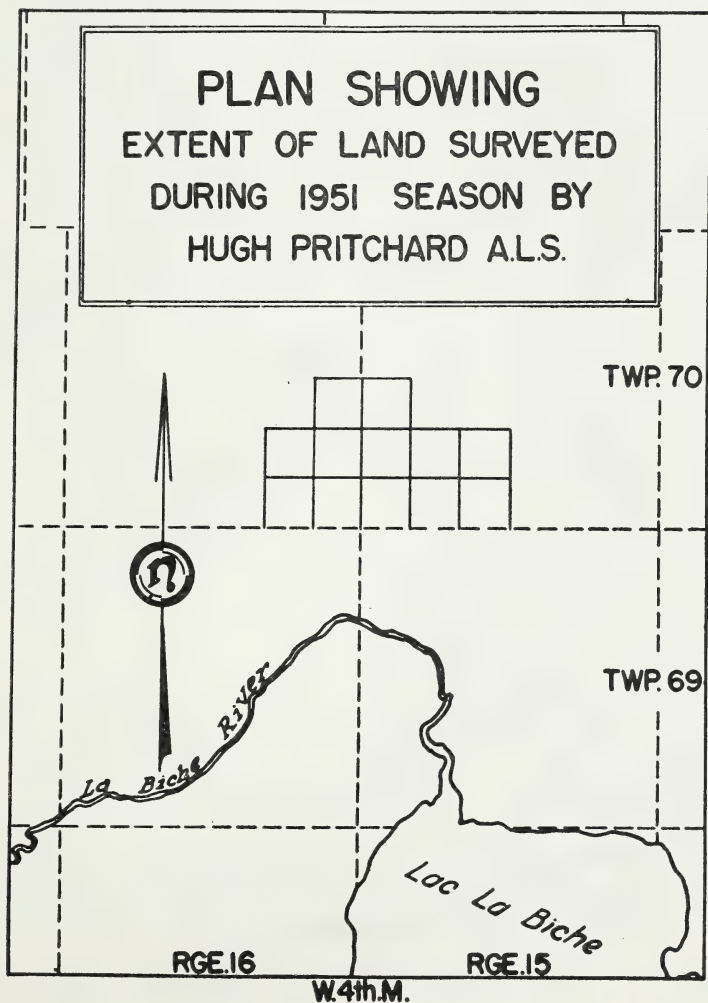 PLAN SHOWING
EXTENT OF LAND SURVEYED
DURING 1951 SEASON BY
HUGH PRITCHARD A.L.S.
TWP. 70
n
TWP. 69
La Biche River
Lac La Biche
RGE.16 RGE.15
W.4th.M.